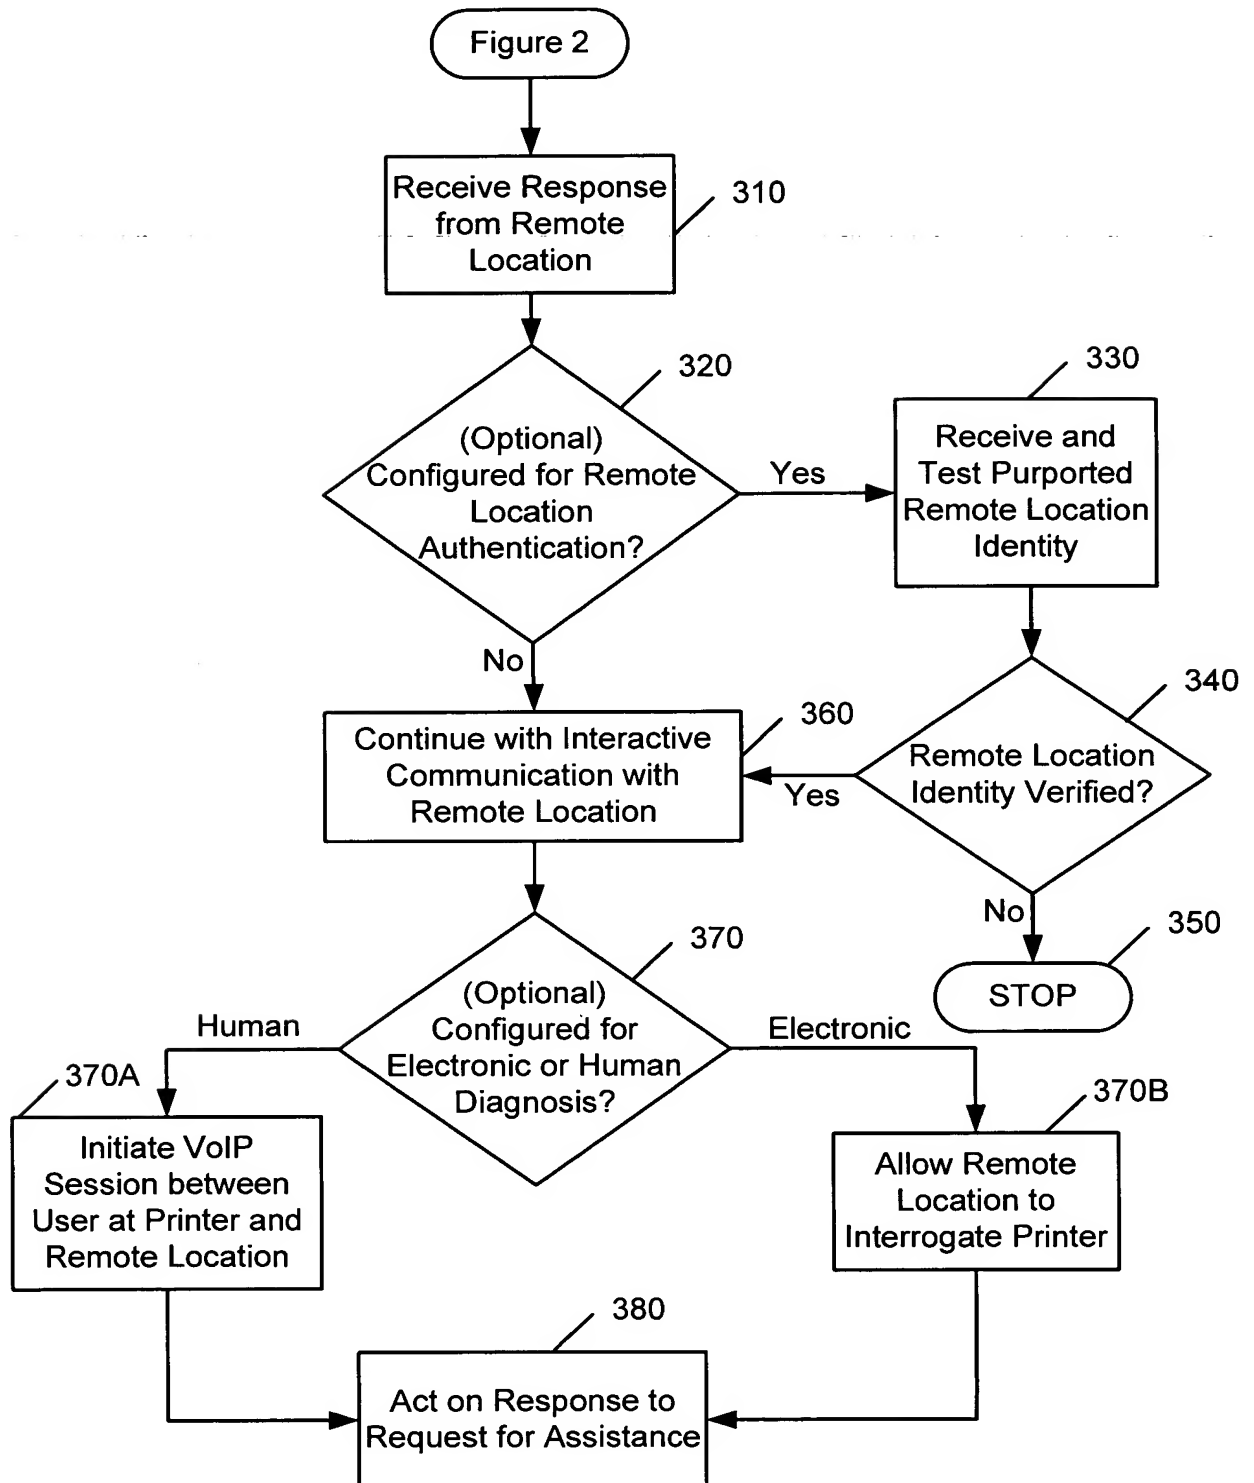 Figure 2
Receive Response
from Remote
Location
310
320
330
(Optional)
Configured for Remote
Location
Authentication?
Yes
Receive and
Test Purported
Remote Location
Identity
No
340
360
Continue with Interactive
Communication with
Remote Location
Yes
Remote Location
Identity Verified?
No
350
STOP
370
(Optional)
Configured for
Electronic or Human
Diagnosis?
Human
Electronic
370A
370B
Initiate VoIP
Session between
User at Printer and
Remote Location
Allow Remote
Location to
Interrogate Printer
380
Act on Response to
Request for Assistance